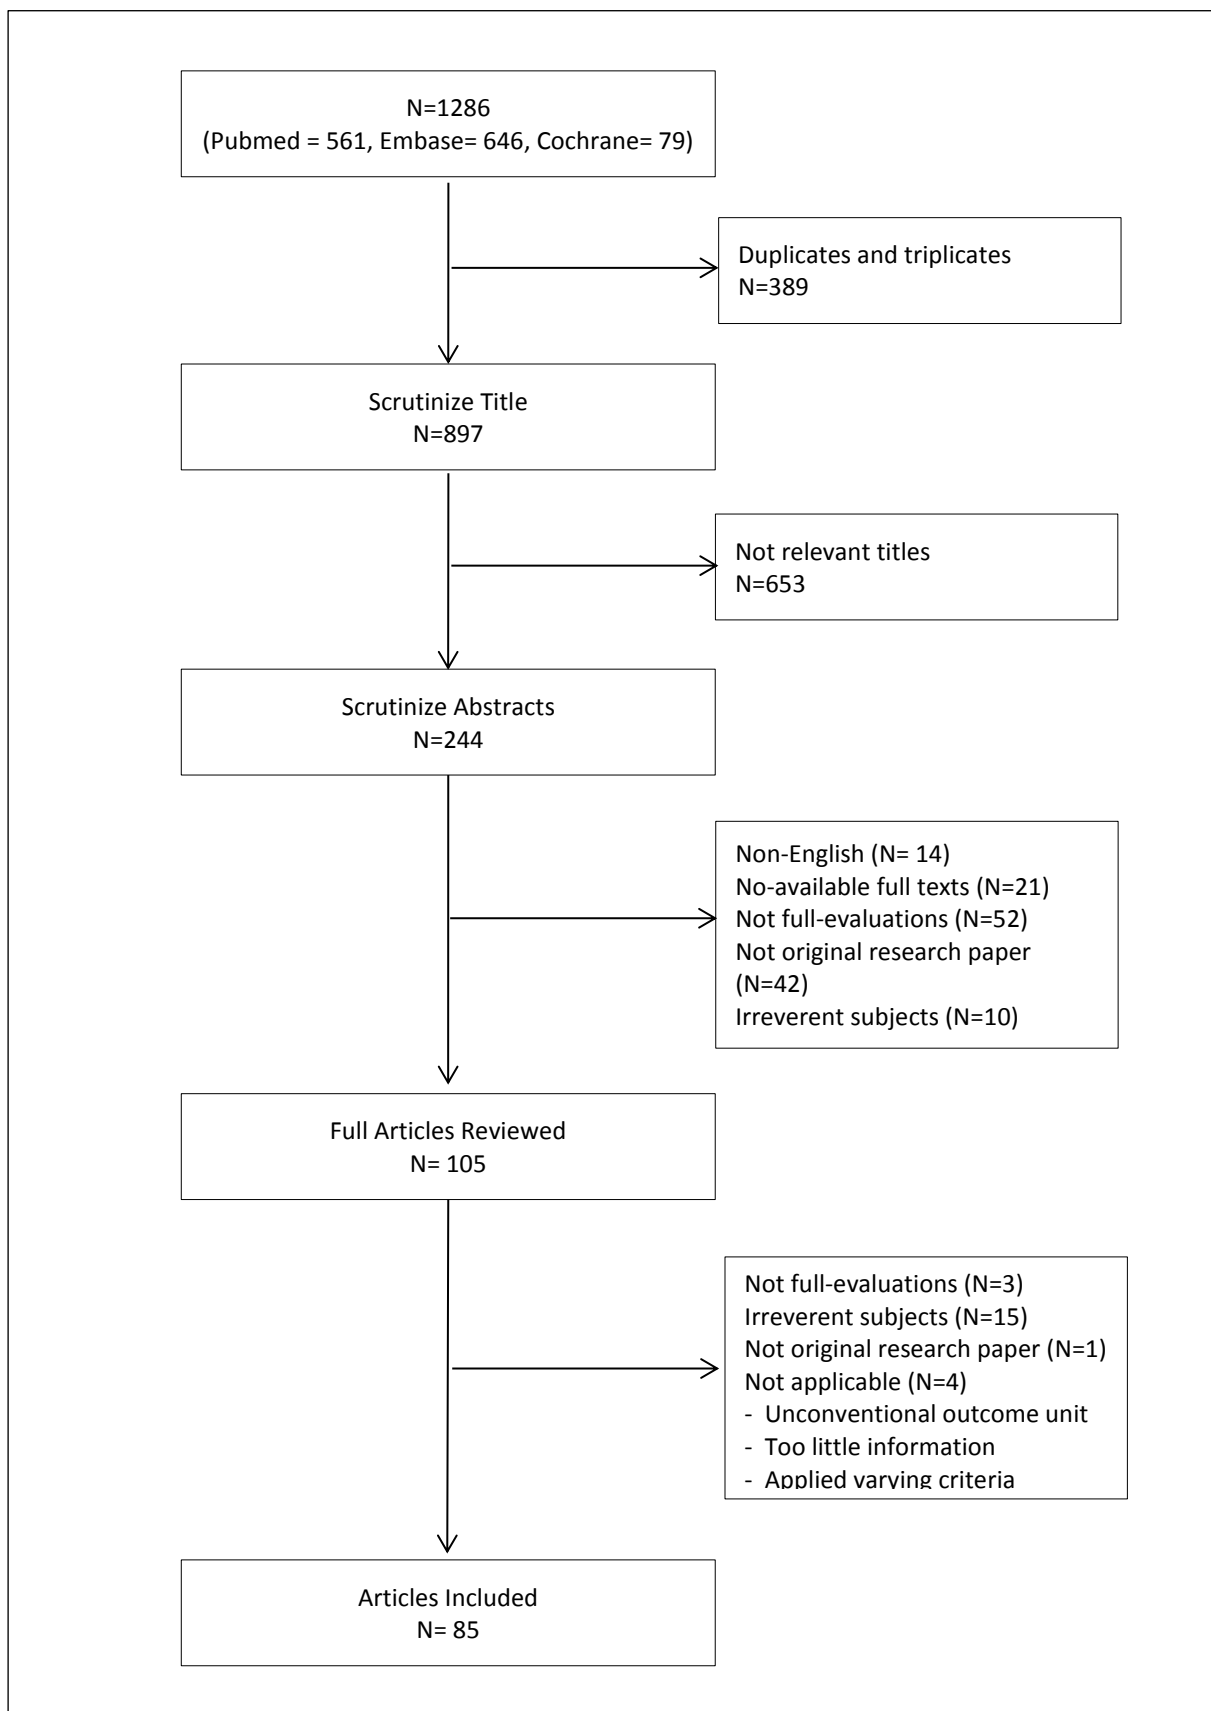 N=1286
(Pubmed = 561, Embase= 646, Cochrane= 79)
Duplicates and triplicates
N=389
Scrutinize Title
N=897
Not relevant titles
N=653
Scrutinize Abstracts
N=244
Non-English (N= 14)
No-available full texts (N=21)
Not full-evaluations (N=52)
Not original research paper
(N=42)
Irreverent subjects (N=10)
Full Articles Reviewed
N= 105
Not full-evaluations (N=3)
Irreverent subjects (N=15)
Not original research paper (N=1)
Not applicable (N=4)
- Unconventional outcome unit
- Too little information
- Applied varying criteria
Articles Included
N= 85